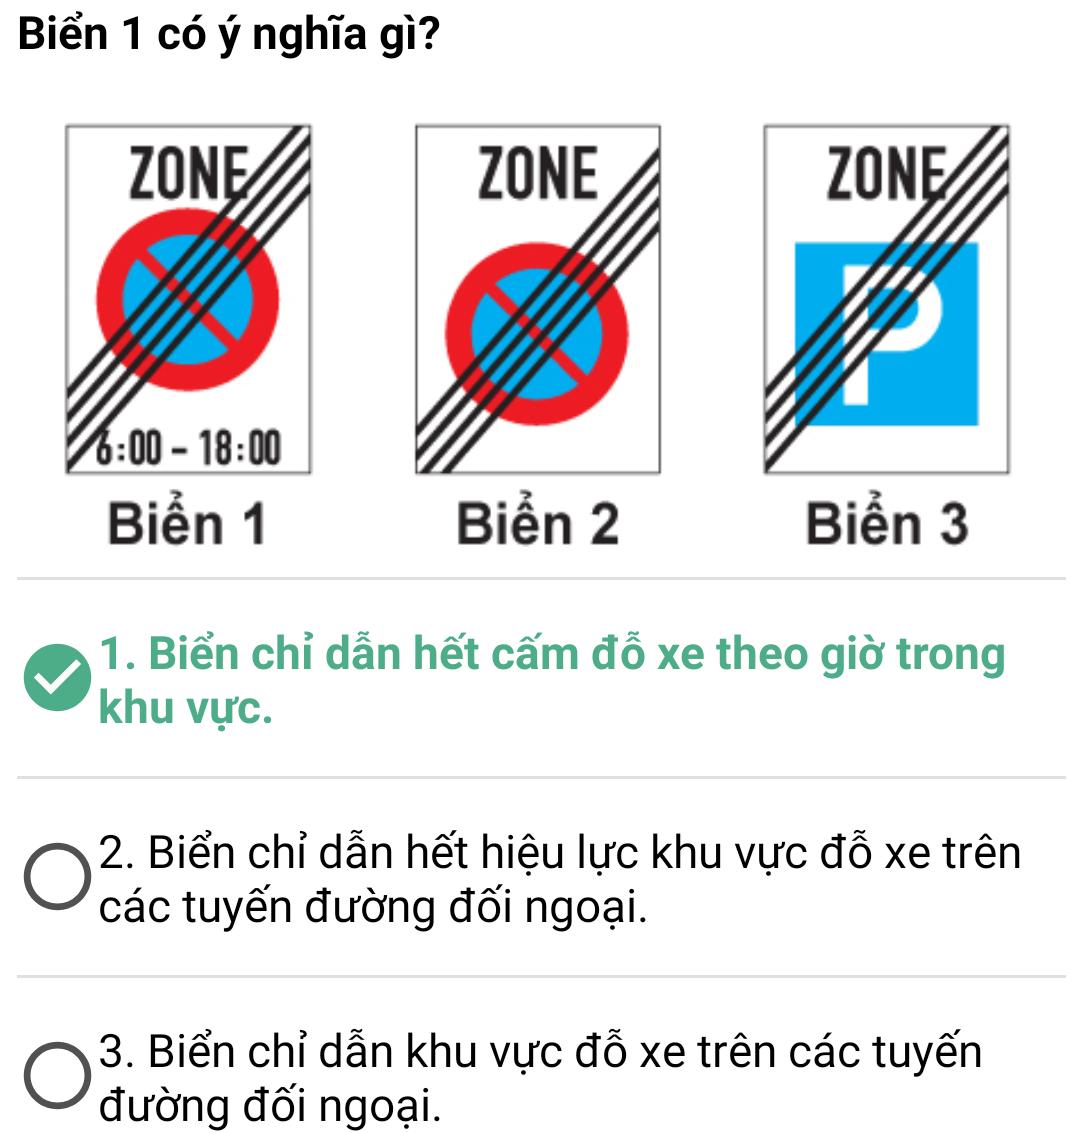 Biển 1 có ý nghĩa gì?
ZONE ZONE ZONE
P
6:00 - 18:00
Biển 1 Biển 2 Biển 3
1. Biển chỉ dẫn hết cấm đỗ xe theo giờ trong
khu vực.
2. Biển chỉ dẫn hết hiệu lực khu vực đỗ xe trên
các tuyến đường đối ngoại.
3. Biển chỉ dẫn khu vực đỗ xe trên các tuyến
đường đối ngoại.